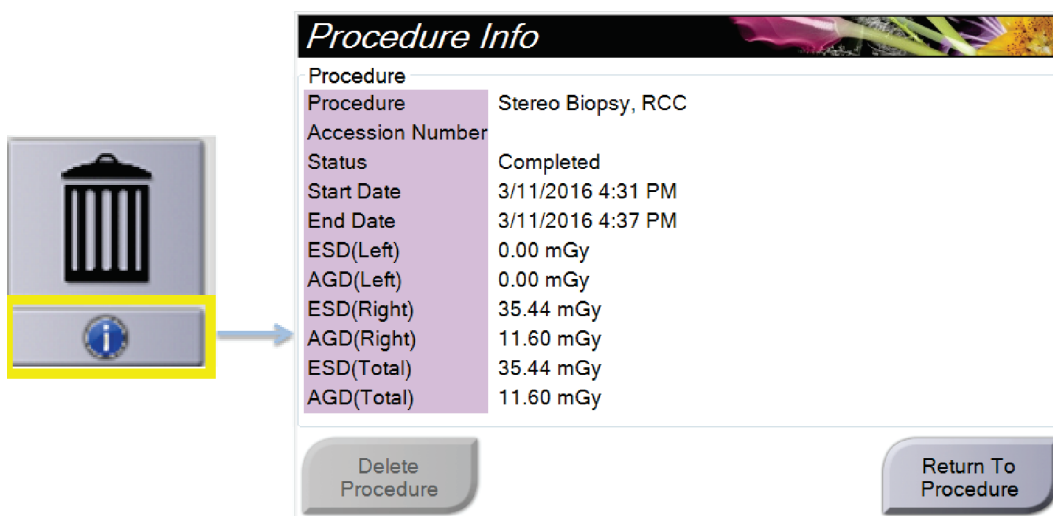 Procedure Info
Procedure
Procedure Stereo Biopsy, RCC
Accession Number
Status Completed
Start Date 3/11/2016 4:31 PM
End Date 3/11/2016 4:37 PM
ESD(Left) 0.00 mGy
AGD(Left) 0.00 mGy
ESD(Right) 35.44 mGy
AGD(Right) 11.60 mGy
ESD(Total) 35.44 mGy
AGD(Total) 11.60 mGy
Delete
Procedure
Return To
Procedure